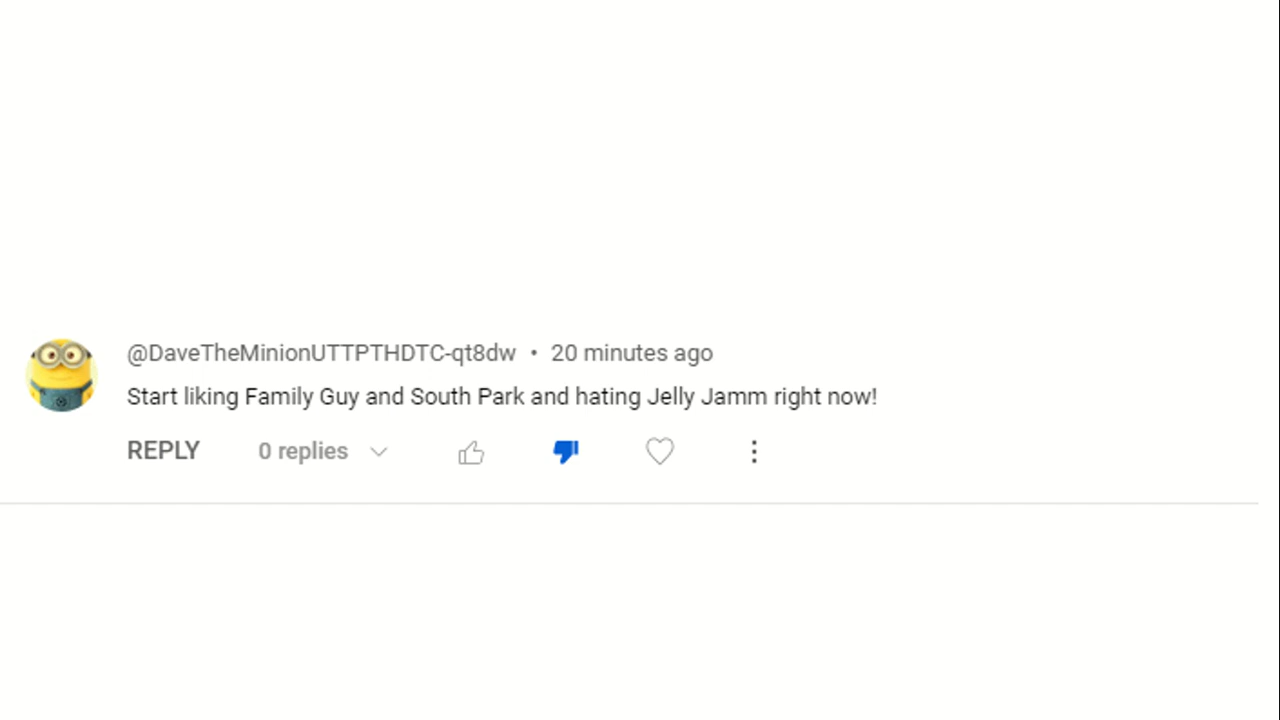 @DaveTheMinionUTTPTHDTC-qt8dw • 20 minutes ago
Start liking Family Guy and South Park and hating Jelly Jamm right now!
REPLY 0 replies